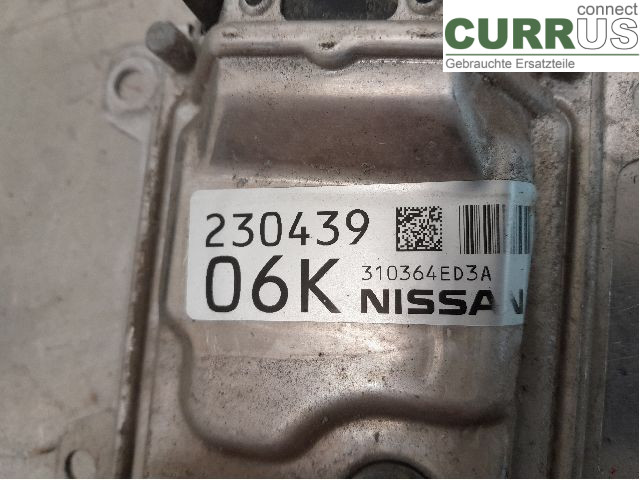 connect
CURRUS
Gebrauchte Ersatzteile
230439
06K 310364ED3A
NISSAN